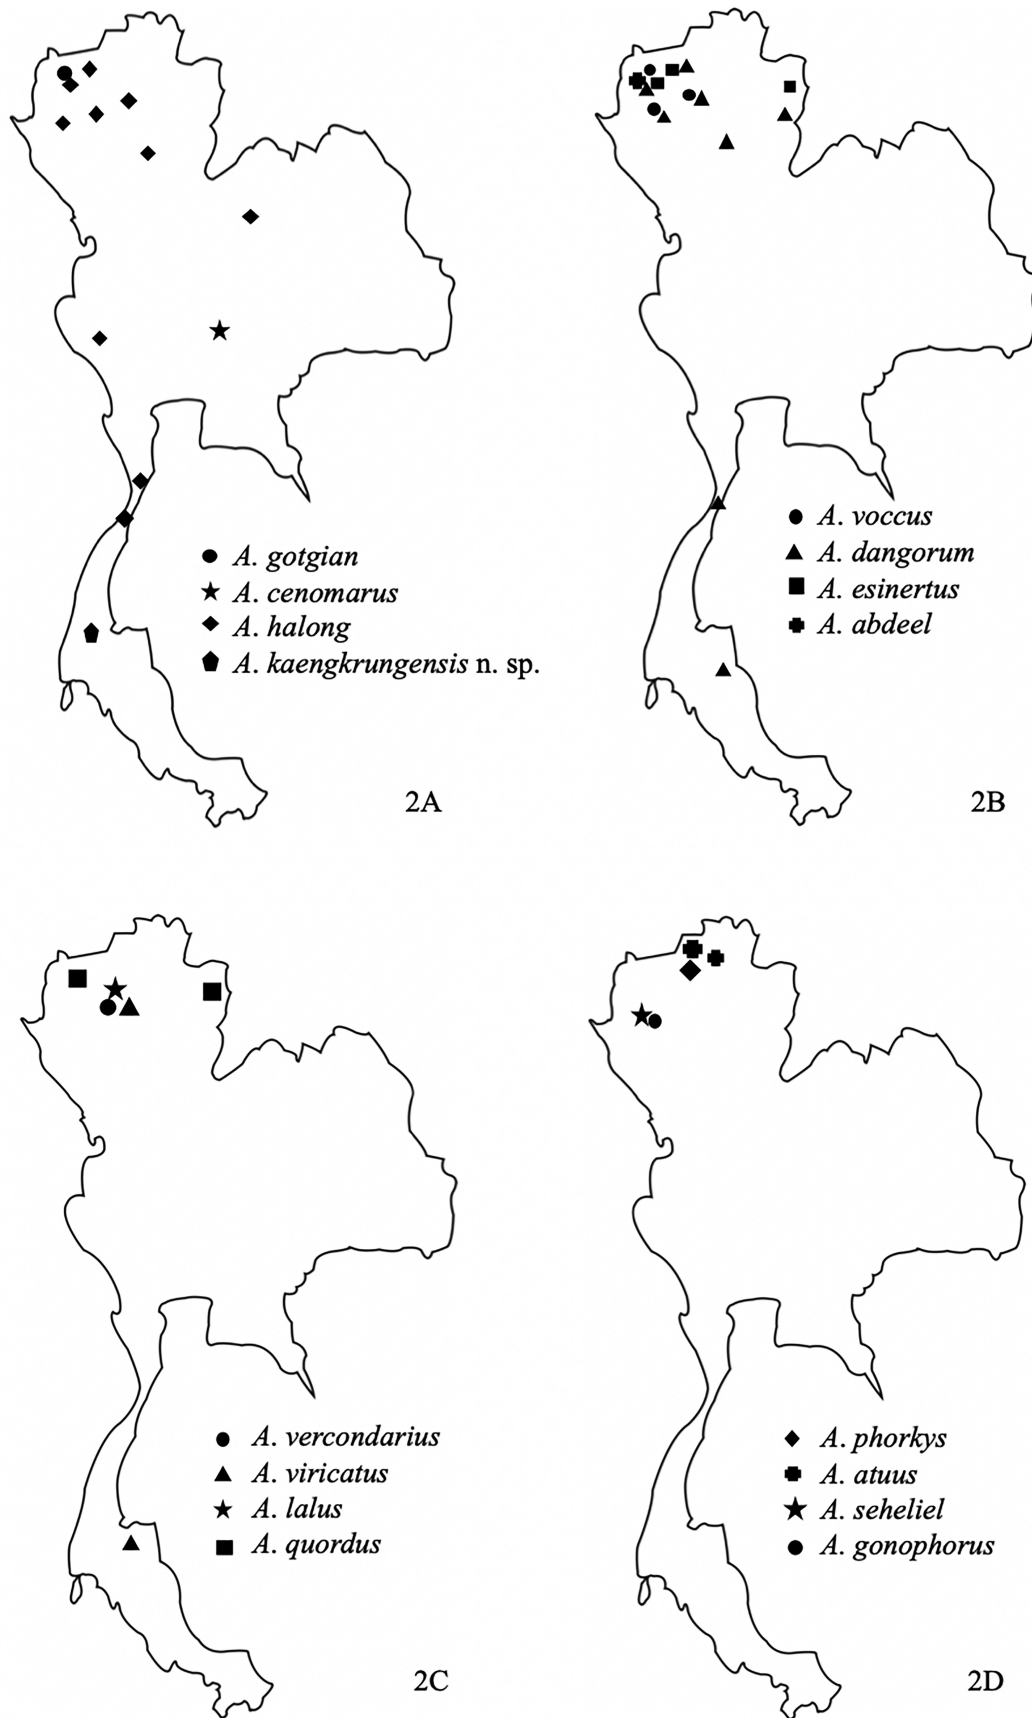 A. gotgian
A. cenomarus
A. halong
A. kaengkrungensis n. sp.
2A
A. voccus
A. dangorum
A. esinertus
A. abdeel
2B
A. vercondarius
A. viricatus
A. lalus
A. quordus
2C
A. phorkys
A. atuus
A. seheliel
A. gonophorus
2D